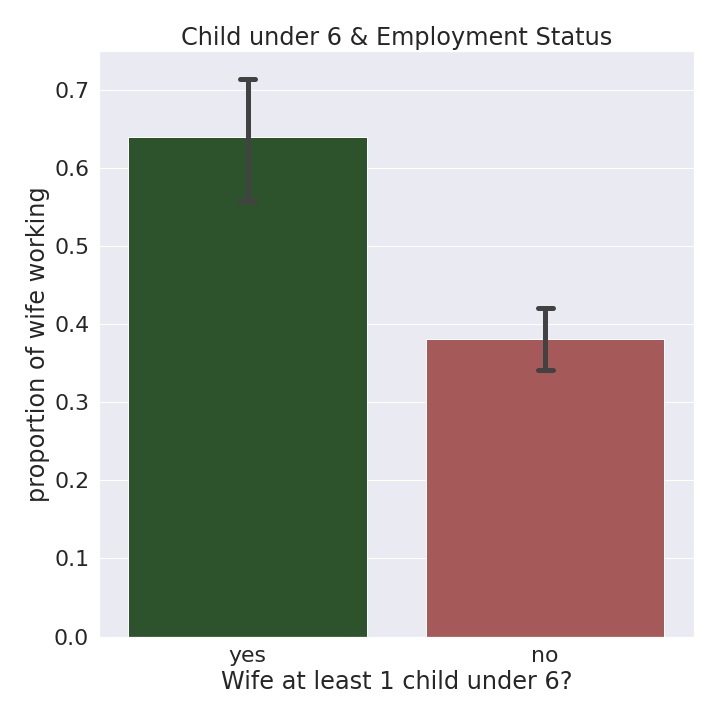 Child under 6 & Employment Status
proportion of wife working
0.7
0.6
0.5
0.4
0.3
0.2
0.1
0.0
yes
no
Wife at least 1 child under 6?